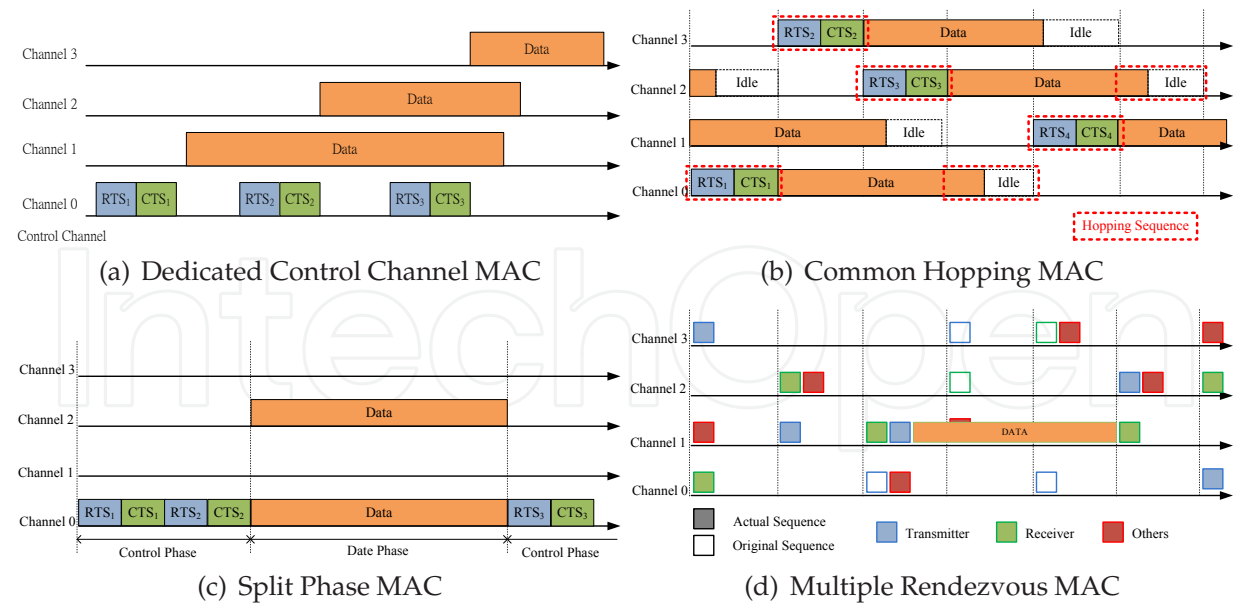 Channel 3
Data
Channel 2
Data
Channel 1
Data
Channel 0
RTS1 CTS1 RTS2 CTS2 RTS3 CTS3
Control Channel
(a) Dedicated Control Channel MAC
Channel 3
RTS2 CTS2 Data Idle
Channel 2
Idle RTS3 CTS3 Data Idle
Channel 1
Data Idle RTS4 CTS4 Data
Channel 0
RTS1 CTS1 Data Idle
Hopping Sequence
(b) Common Hopping MAC
Channel 3
Channel 2
Data
Channel 1
Channel 0
RTS1 CTS1 RTS2 CTS2 Data RTS3 CTS3
Control Phase Date Phase Control Phase
(c) Split Phase MAC
Channel 3
Channel 2
Channel 1
DATA
Channel 0
Actual Sequence
Original Sequence
Transmitter Receiver Others
(d) Multiple Rendezvous MAC
IntechOpen